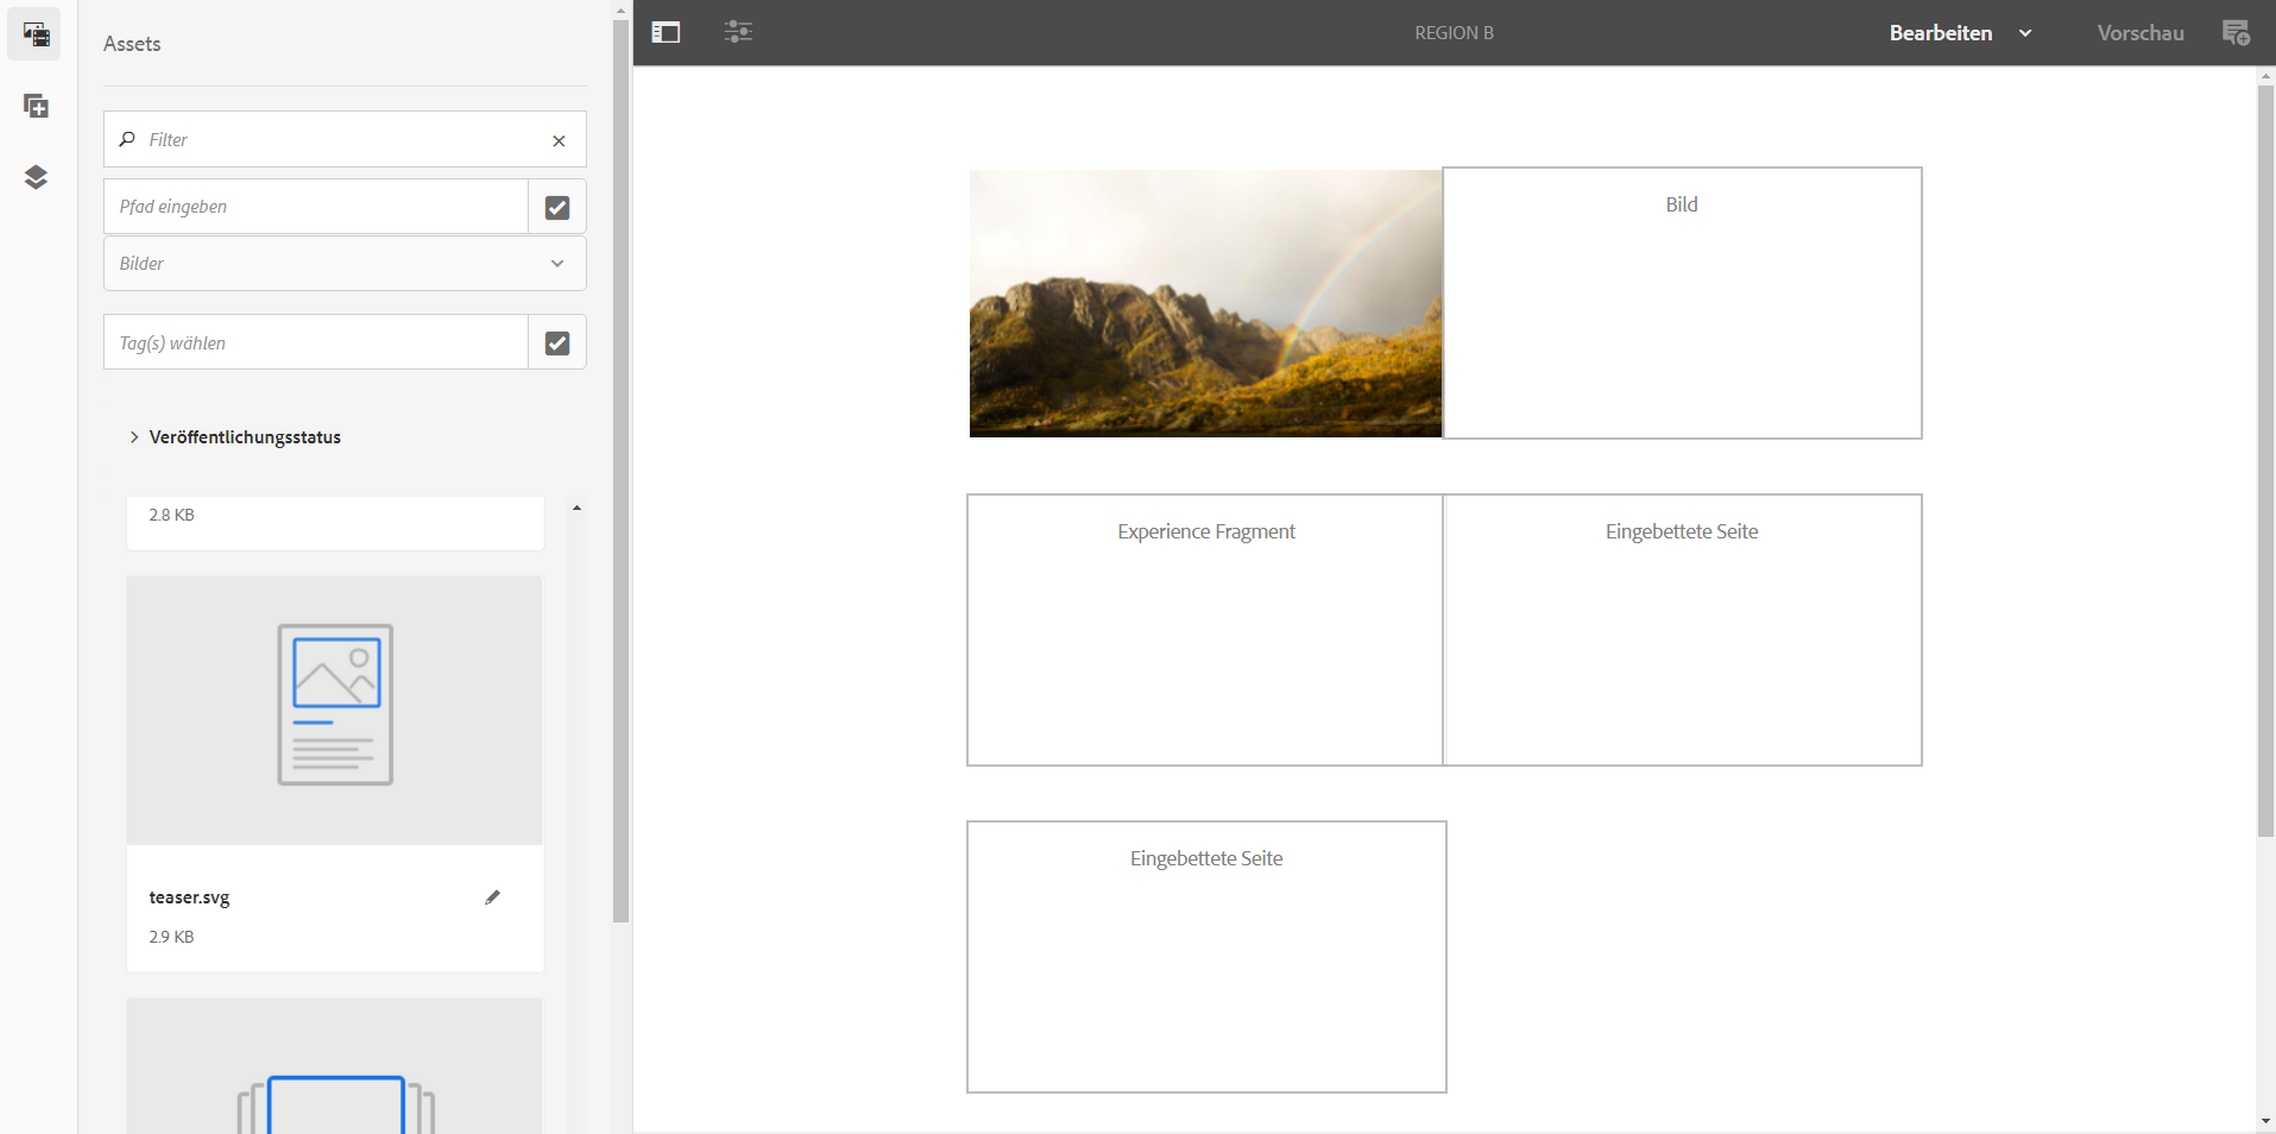 Assets
Filter
Pfad eingeben
Bilder
Tag(s) wählen
Veröffentlichungsstatus
2.8 KB
teaser.svg
2.9 KB
REGION B
Bearbeiten
Vorschau
Bild
Experience Fragment
Eingebettete Seite
Eingebettete Seite